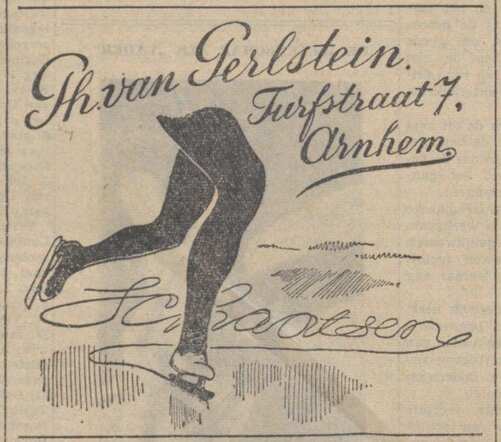 Ph. van Perlstein.
Turfstraat 7.
Arnhem.
Schaatsen